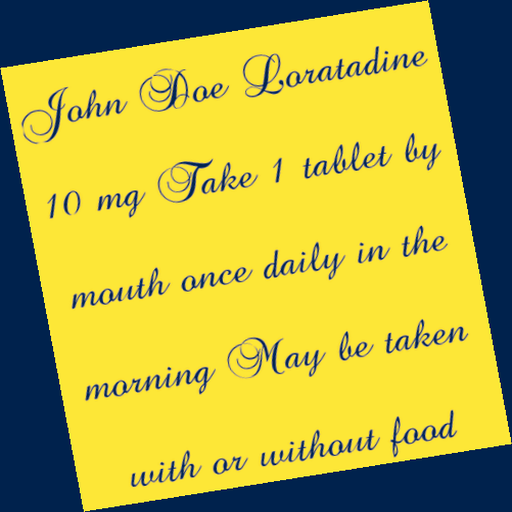 John Doe Loratadine
10 mg Take 1 tablet by
mouth once daily in the
morning May be taken
with or without food